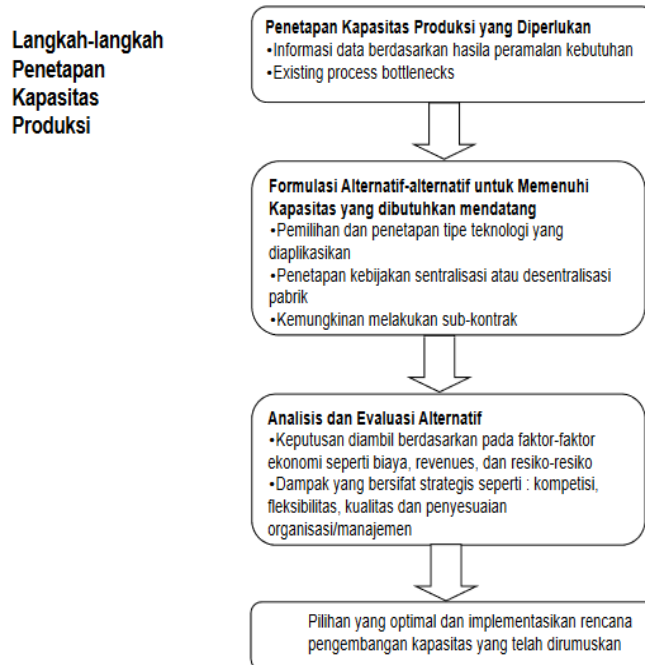 Langkah-langkah
Penetapan
Kapasitas
Produksi
Penetapan Kapasitas Produksi yang Diperlukan
•Informasi data berdasarkan hasila peramalan kebutuhan
•Existing process bottlenecks
Formulasi Alternatif-alternatif untuk Memenuhi
Kapasitas yang dibutuhkan mendatang
•Pemilihan dan penetapan tipe teknologi yang
diaplikasikan
•Penetapan kebijakan sentralisasi atau desentralisasi
pabrik
•Kemungkinan melakukan sub-kontrak
Analisis dan Evaluasi Alternatif
•Keputusan diambil berdasarkan pada faktor-faktor
ekonomi seperti biaya, revenues, dan resiko-resiko
•Dampak yang bersifat strategis seperti : kompetisi,
fleksibilitas, kualitas dan penyesuaian
organisasi/manajemen
Pilihan yang optimal dan implementasikan rencana
pengembangan kapasitas yang telah dirumuskan